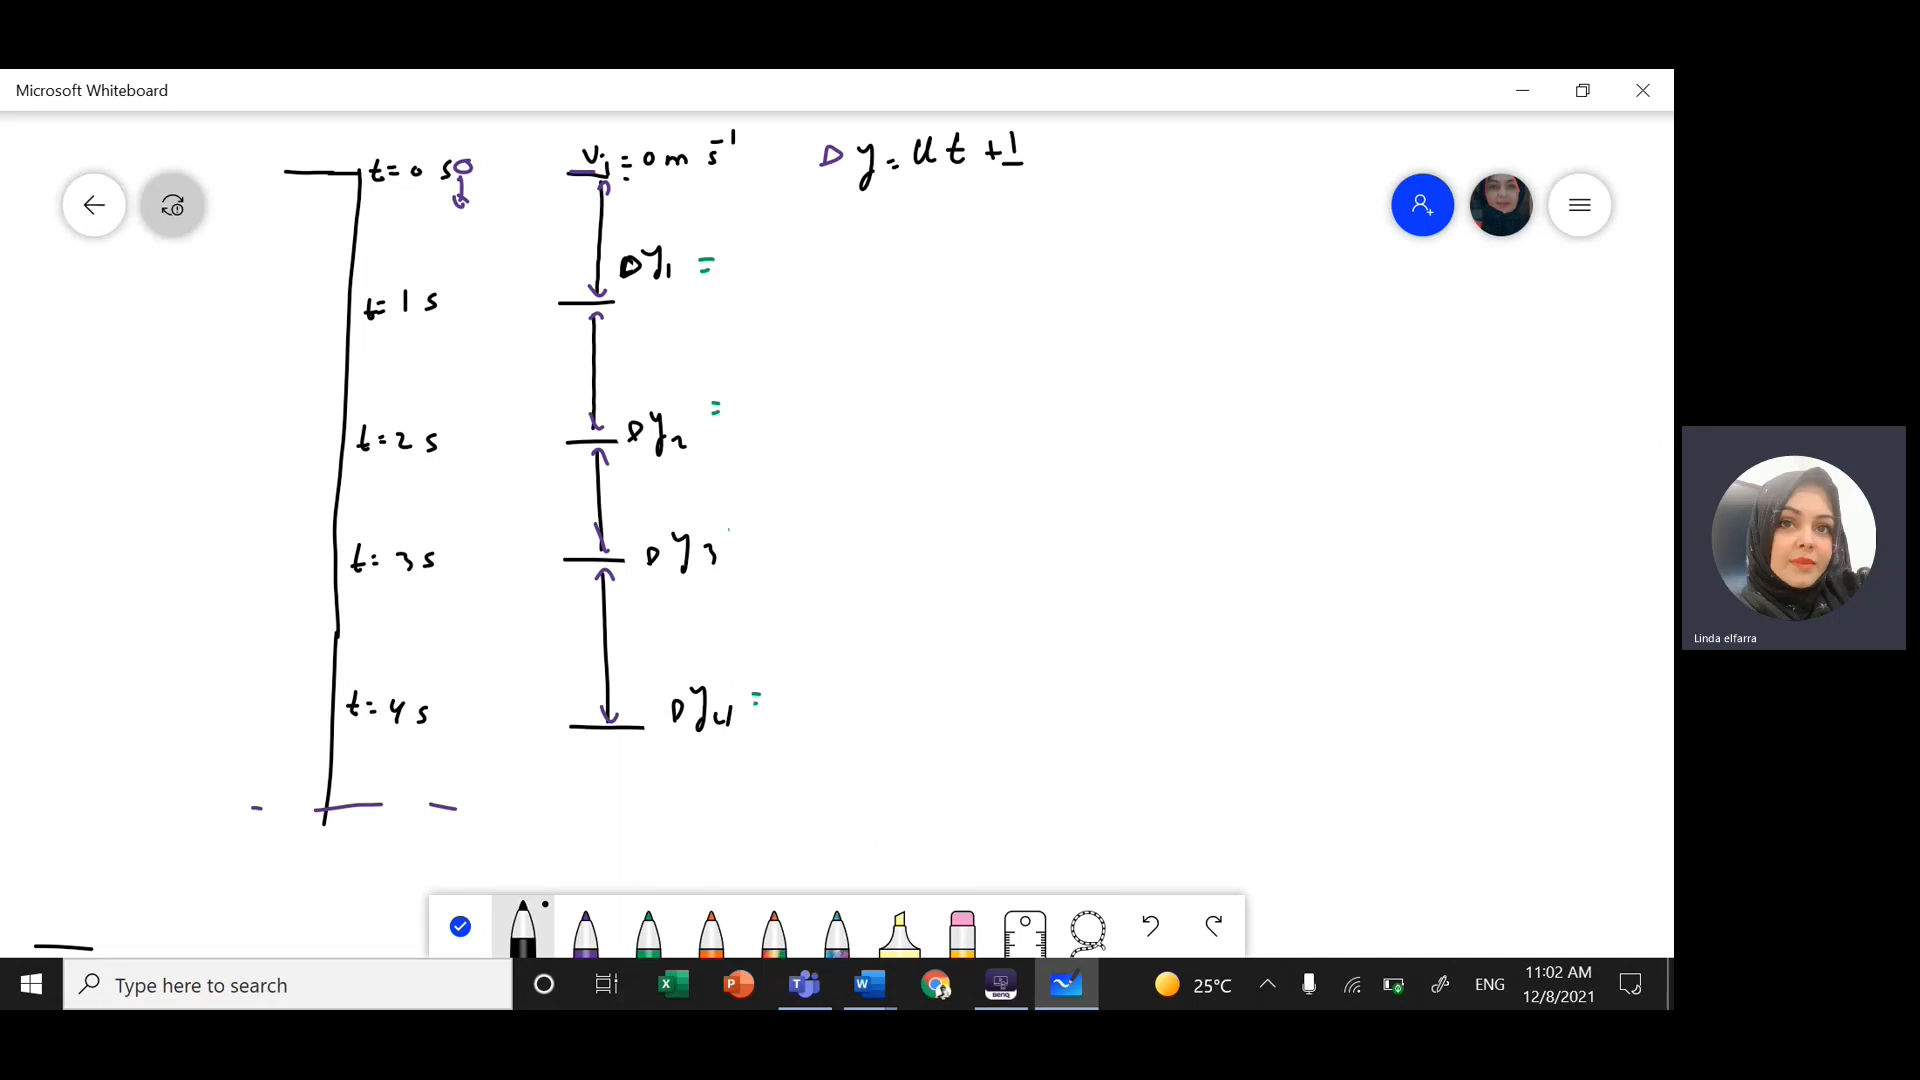 Microsoft Whiteboard
t= 0 s
Vi = 0 m s⁻¹
Δy = ut + 1
Δy₁ =
t= 1 s
=
t= 2 s
Δy₂
t= 3 s
Δy3
t= 4 s
Δy4 =
Linda elfarra
Type here to search
25°C
ENG
11:02 AM
12/8/2021
BenQ